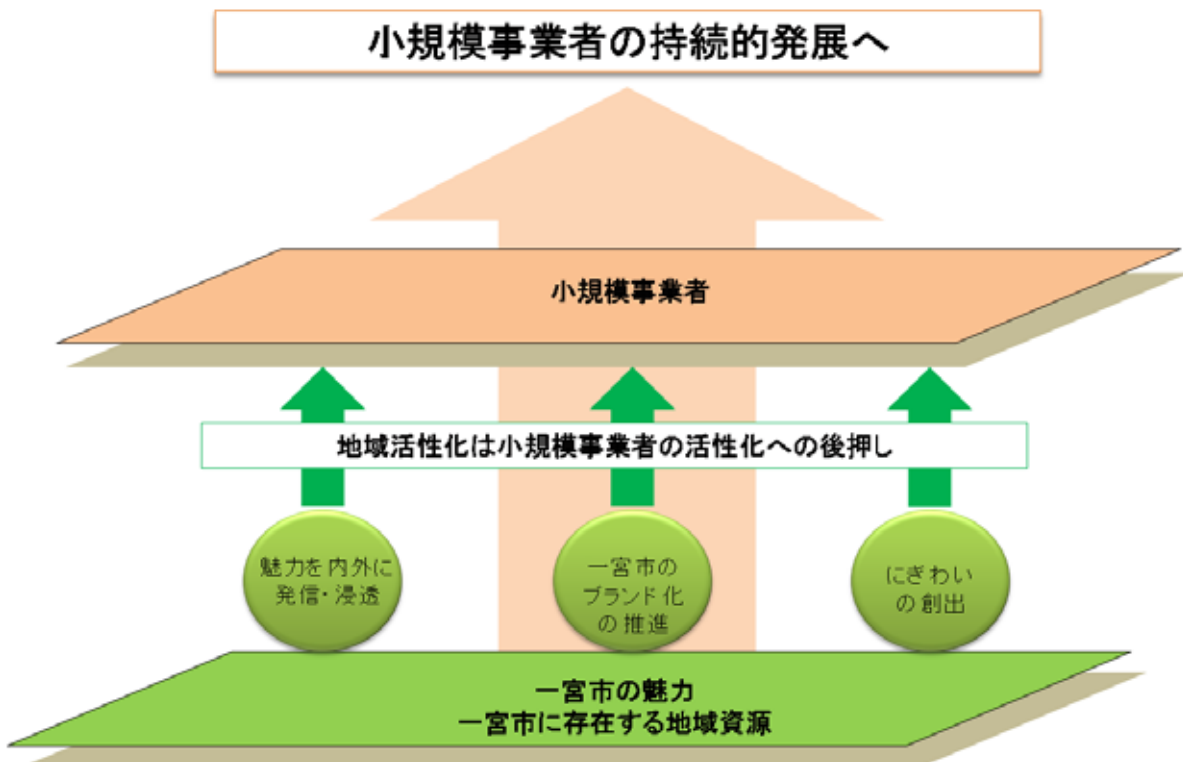 小規模事業者の持続的発展へ
小規模事業者
地域活性化は小規模事業者の活性化への後押し
魅力を内外に
発信・浸透
一宮市の
ブランド化
の推進
にぎわい
の創出
一宮市の魅力
一宮市に存在する地域資源